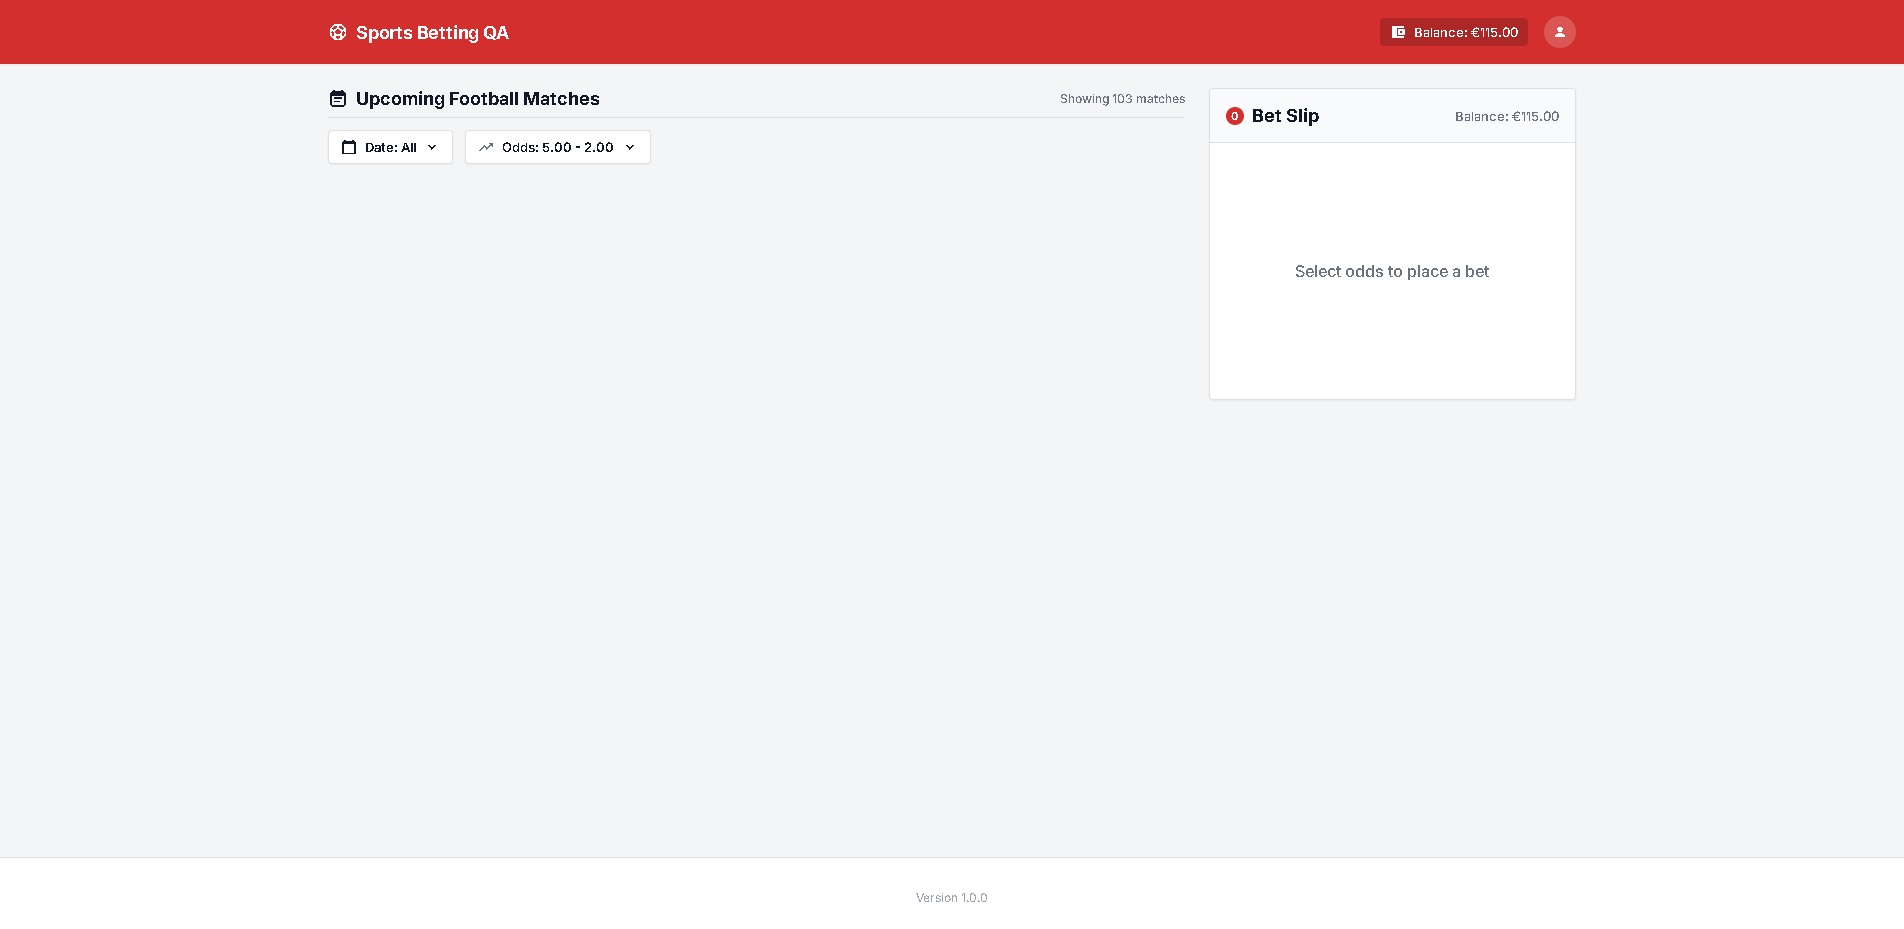 Sports Betting QA
Balance: €115.00
Upcoming Football Matches
Showing 103 matches
Date: All
Odds: 5.00 - 2.00
0 Bet Slip
Balance: €115.00
Select odds to place a bet
Version 1.0.0